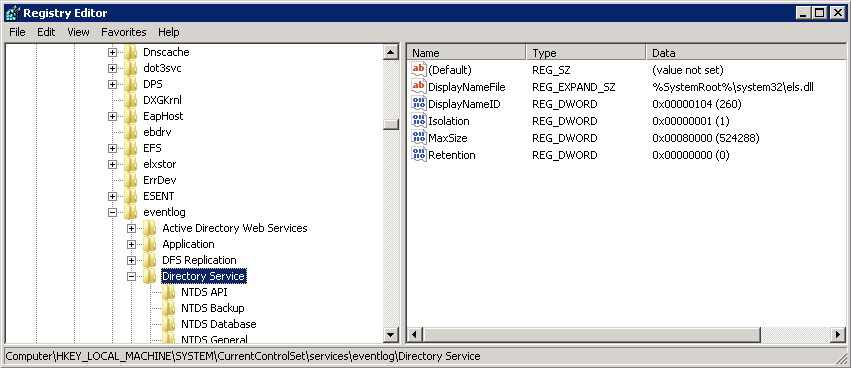 Registry Editor
File Edit View Favorites Help
Dnscache
dot3svc
DPS
DXGKrnl
EapHost
ebdrv
EFS
elxstor
ErrDev
ESENT
eventlog
Active Directory Web Services
Application
DFS Replication
Directory Service
NTDS API
NTDS Backup
NTDS Database
NTDS General
Name Type Data
(Default) REG_SZ (value not set)
DisplayNameFile REG_EXPAND_SZ %SystemRoot%\system32\els.dll
DisplayNameID REG_DWORD 0x00000104 (260)
Isolation REG_DWORD 0x00000001 (1)
MaxSize REG_DWORD 0x00080000 (524288)
Retention REG_DWORD 0x00000000 (0)
Computer\HKEY_LOCAL_MACHINE\SYSTEM\CurrentControlSet\services\eventlog\Directory Service